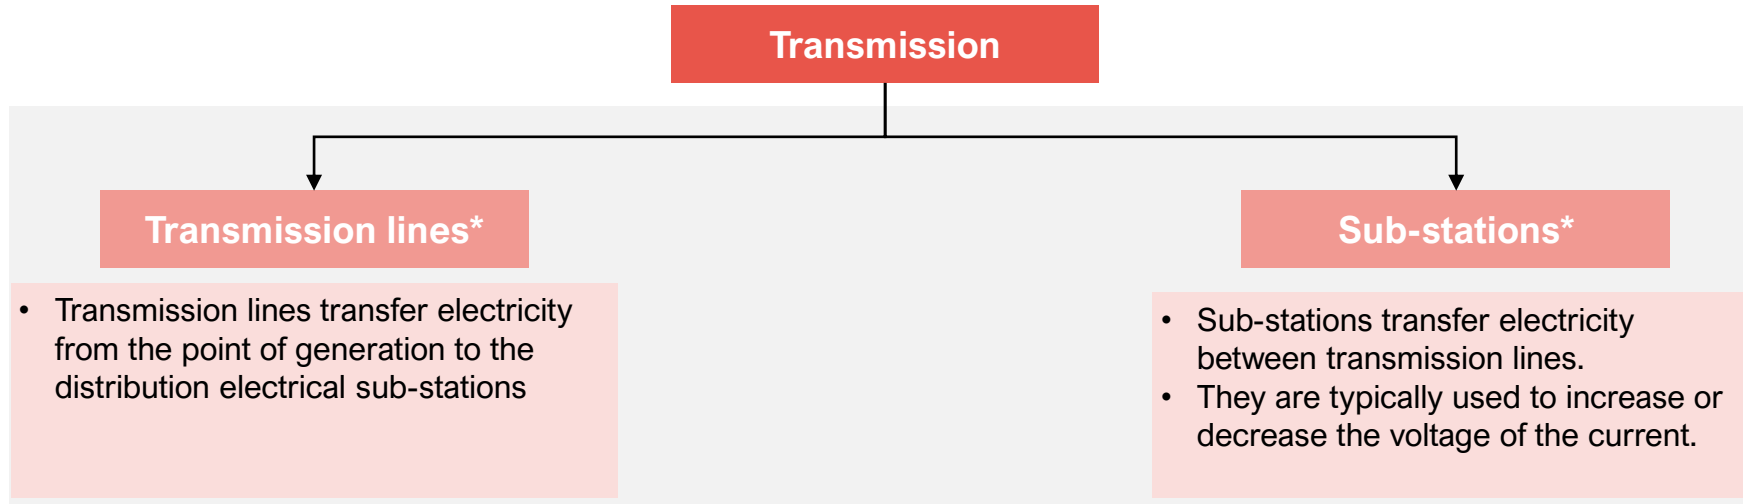 Transmission
Transmission lines*
• Transmission lines transfer electricity
from the point of generation to the
distribution electrical sub-stations
Sub-stations*
• Sub-stations transfer electricity
between transmission lines.
• They are typically used to increase or
decrease the voltage of the current.